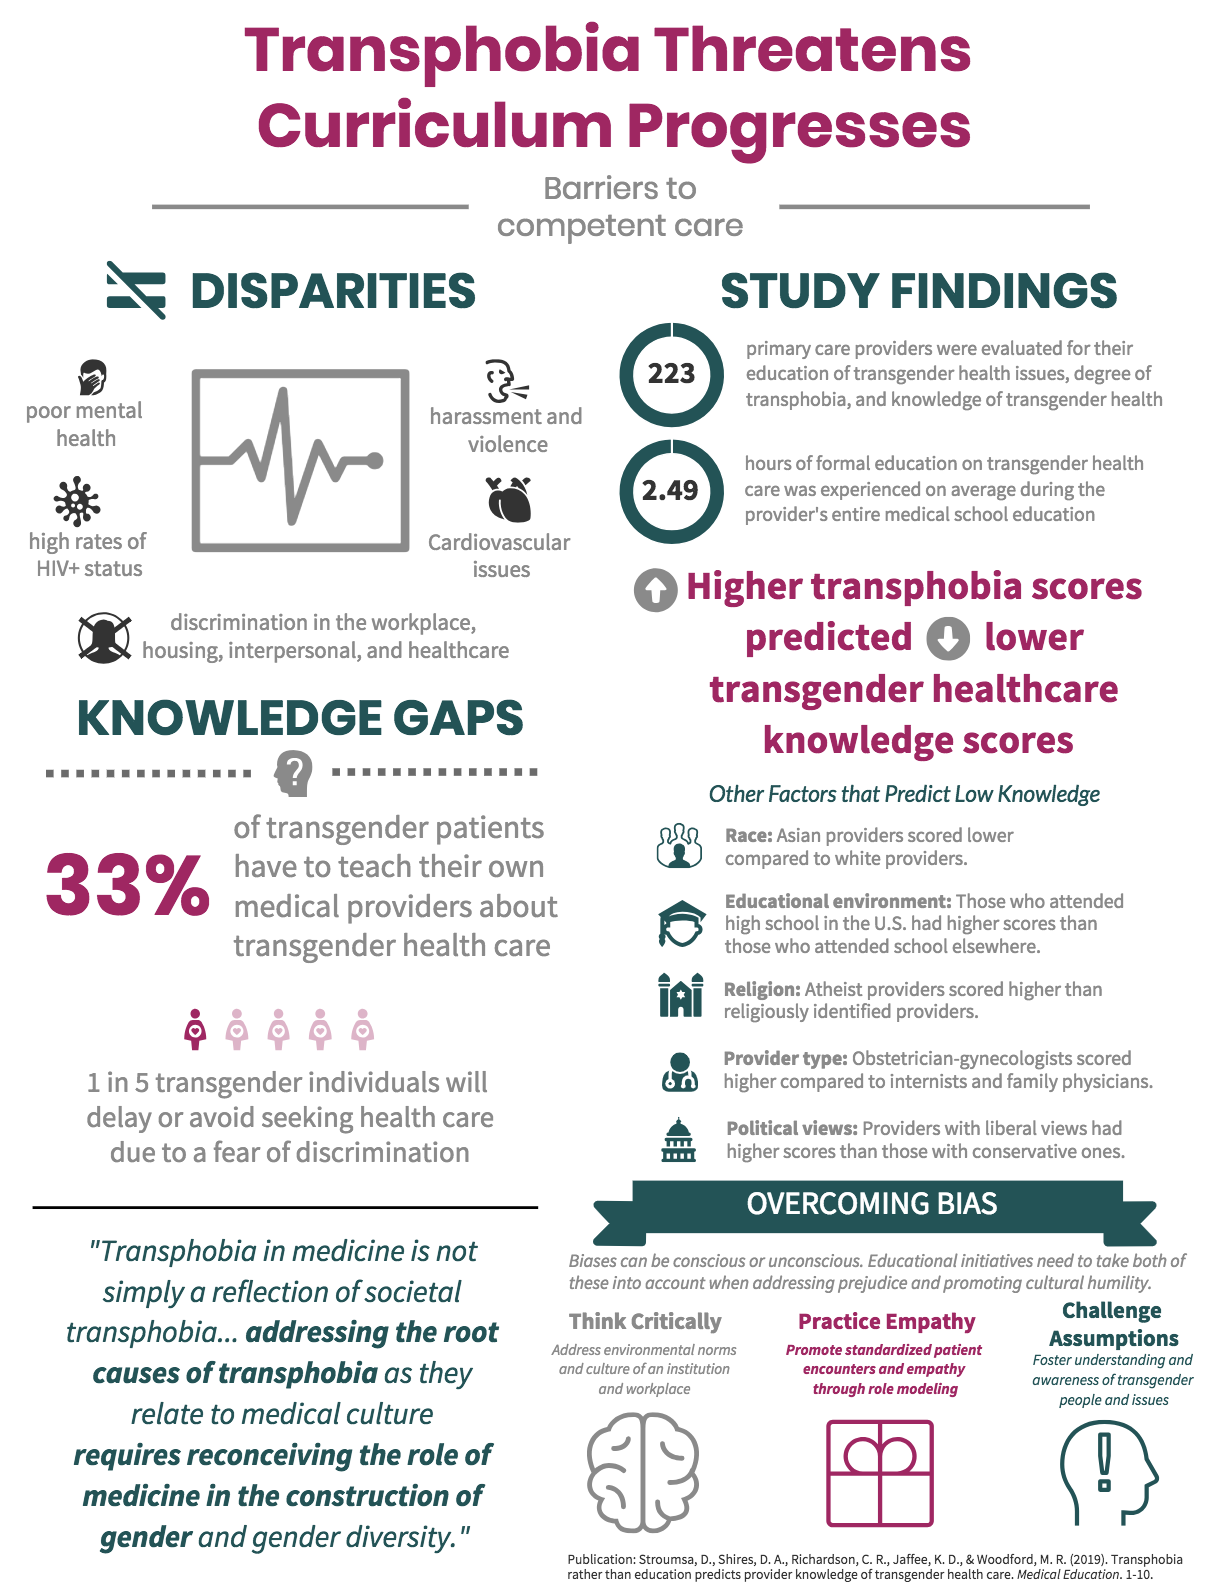 Transphobia Threatens
Curriculum Progresses
Barriers to
competent care
DISPARITIES
poor mental
health
harassment and
violence
high rates of
HIV+ status
Cardiovascular
issues
discrimination in the workplace,
housing, interpersonal, and healthcare
KNOWLEDGE GAPS
?
33%
of transgender patients
have to teach their own
medical providers about
transgender health care
1 in 5 transgender individuals will
delay or avoid seeking health care
due to a fear of discrimination
"Transphobia in medicine is not
simply a reflection of societal
transphobia... addressing the root
causes of transphobia as they
relate to medical culture
requires reconceiving the role of
medicine in the construction of
gender and gender diversity."
STUDY FINDINGS
223
primary care providers were evaluated for their
education of transgender health issues, degree of
transphobia, and knowledge of transgender health
2.49
hours of formal education on transgender health
care was experienced on average during the
provider's entire medical school education
Higher transphobia scores
predicted lower
transgender healthcare
knowledge scores
Other Factors that Predict Low Knowledge
Race: Asian providers scored lower
compared to white providers.
Educational environment: Those who attended
high school in the U.S. had higher scores than
those who attended school elsewhere.
Religion: Atheist providers scored higher than
religiously identified providers.
Provider type: Obstetrician-gynecologists scored
higher compared to internists and family physicians.
Political views: Providers with liberal views had
higher scores than those with conservative ones.
OVERCOMING BIAS
Biases can be conscious or unconscious. Educational initiatives need to take both of
these into account when addressing prejudice and promoting cultural humility.
Think Critically
Address environmental norms
and culture of an institution
and workplace
Practice Empathy
Promote standardized patient
encounters and empathy
through role modeling
Challenge
Assumptions
Foster understanding and
awareness of transgender
people and issues
!
Publication: Stroumsa, D., Shires, D. A., Richardson, C. R., Jaffee, K. D., & Woodford, M. R. (2019). Transphobia
rather than education predicts provider knowledge of transgender health care. Medical Education. 1-10.